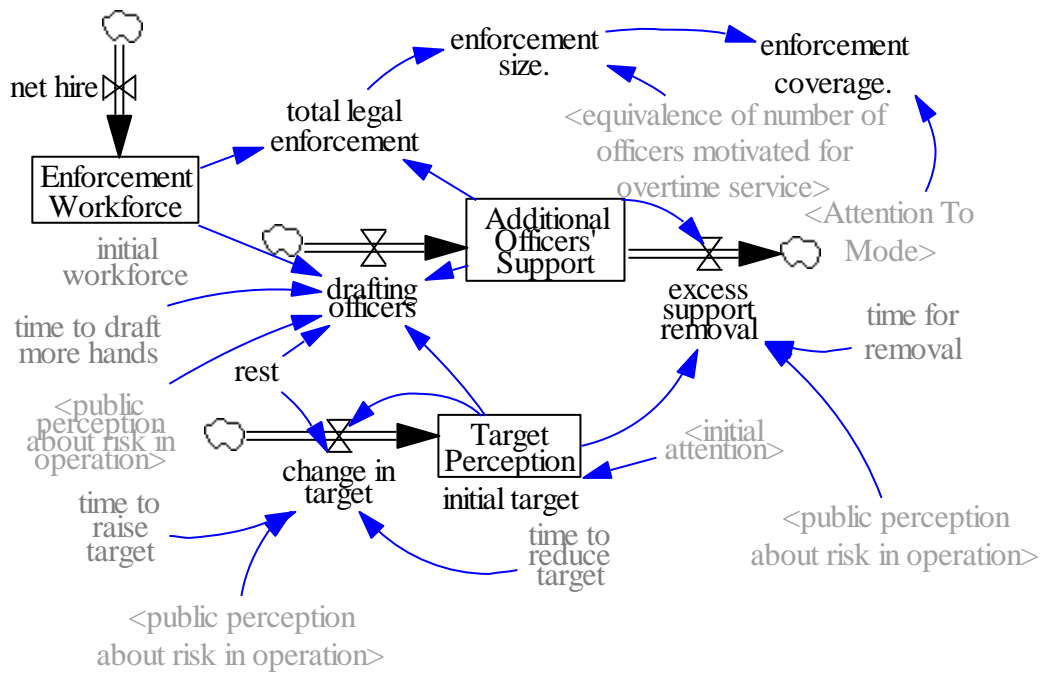 enforcement
size.
enforcement
coverage.
net hire
total legal
enforcement
<equivalence of number of
officers motivated for
overtime service>
Enforcement
Workforce
<Attention To
Mode>
Additional
Officers'
Support
initial
workforce
drafting
officers
excess
support
removal
time to draft
more hands
time for
removal
rest
<public
perception
about risk in
operation>
Target
Perception
<initial
attention>
change in
target
initial target
time to
raise
target
time to
reduce
target
<public perception
about risk in operation>
<public perception
about risk in operation>